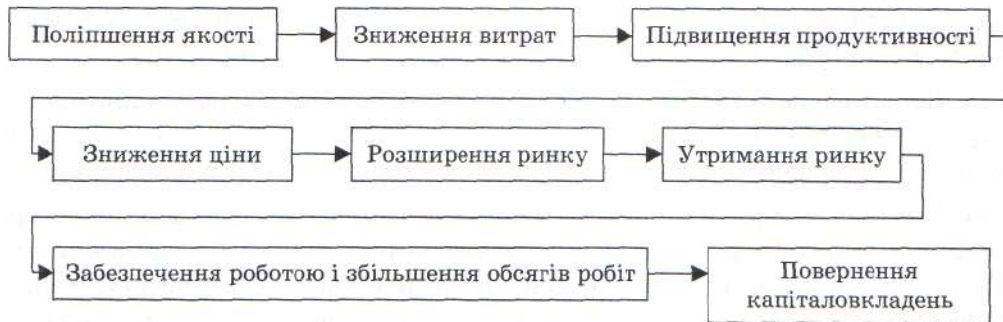 Поліпшення якості
Зниження витрат
Підвищення продуктивності
Зниження ціни
Розширення ринку
Утримання ринку
Забезпечення роботою і збільшення обсягів робіт
Повернення
капіталовкладень